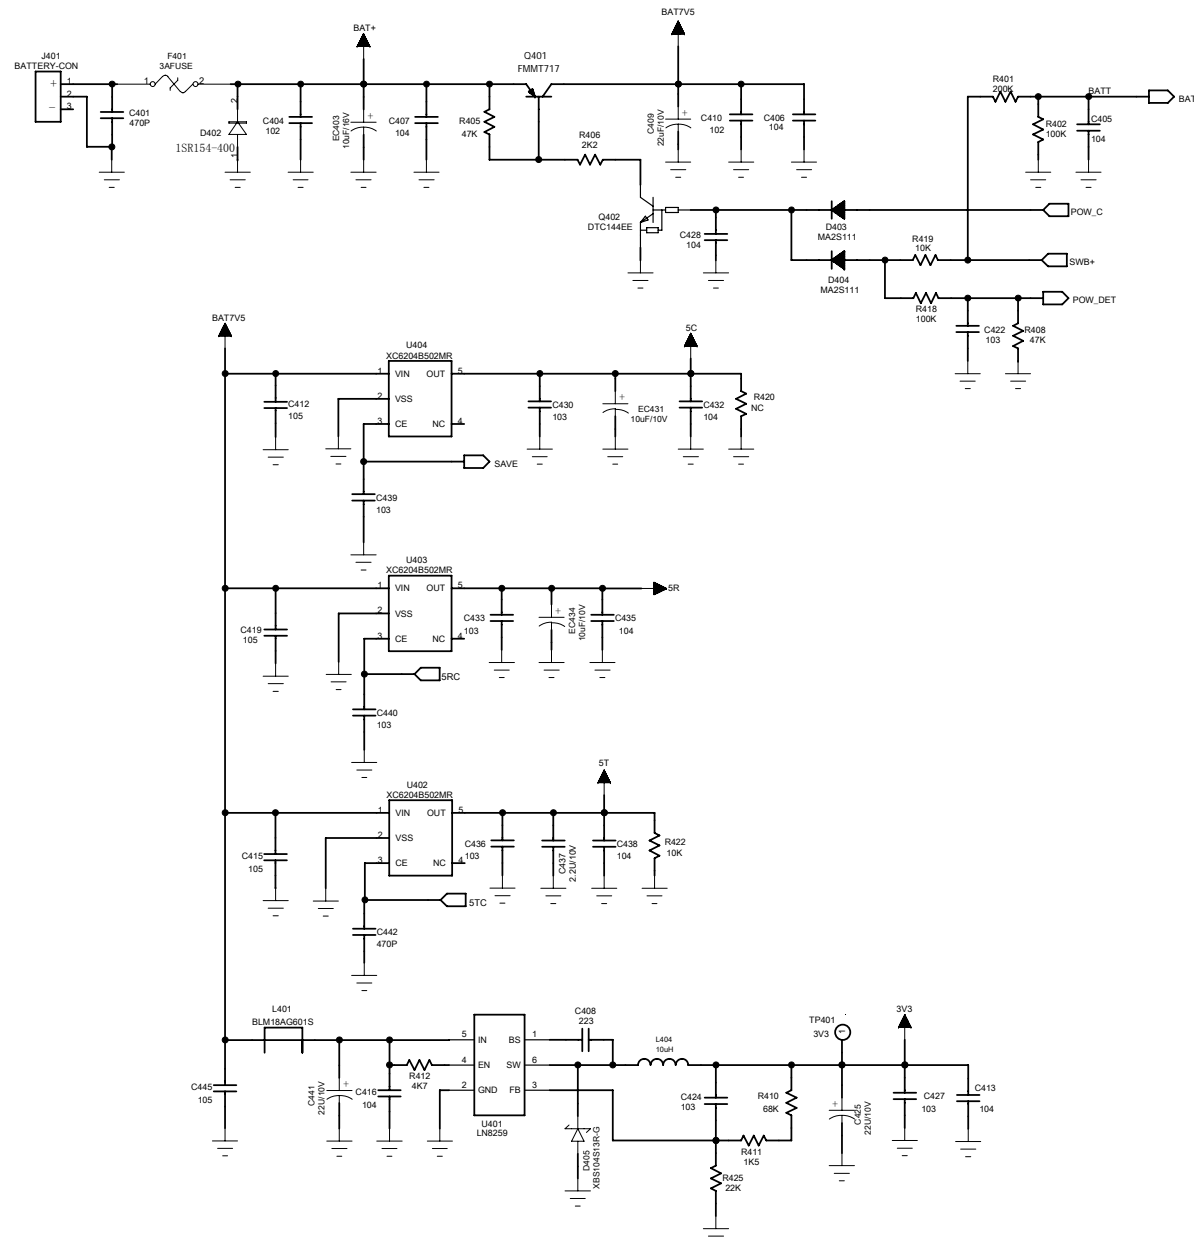 BAT+
BAT7V5
J401
BATTERY-CON
F401
3AFUSE
Q401
FMMT717
+ 1
2
− 3
1 2
C401
470P
2
D402
1SR154-400
1
C404
102
EC403
10uF/16V
+
C407
104
R405
47K
R406
2K2
C409
22uF/10V
+
C410
102
C406
104
R401
200K
BATT
BAT
R402
100K
C405
104
Q402
DTC144EE
C428
104
D403
MA2S111
POW_C
R419
10K
SWB+
D404
MA2S111
R418
100K
POW_DET
C422
103
R408
47K
BAT7V5
U404
XC6204B502MR
5C
1 VIN OUT 5
2 VSS
3 CE NC 4
C412
105
C430
103
+
EC431
10uF/10V
C432
104
R420
NC
SAVE
C439
103
U403
XC6204B502MR
1 VIN OUT 5
5R
2 VSS
3 CE NC 4
C419
105
C433
103
+
EC434
10uF/10V
C435
104
5RC
C440
103
5T
U402
XC6204B502MR
1 VIN OUT 5
2 VSS
3 CE NC 4
C415
105
C436
103
C437
2.2U/10V
C438
104
R422
10K
5TC
C442
470P
L401
BLM18AG601S
C408
223
L404
10uH
TP401
1
3V3
3V3
5 IN BS 1
4 EN SW 6
2 GND FB 3
R412
4K7
U401
LN8259
C445
105
C441
22U/10V
+
C416
104
D405
XBS104S13R-G
C424
103
R410
68K
R411
1K5
R425
22K
+
C425
22U/10V
C427
103
C413
104